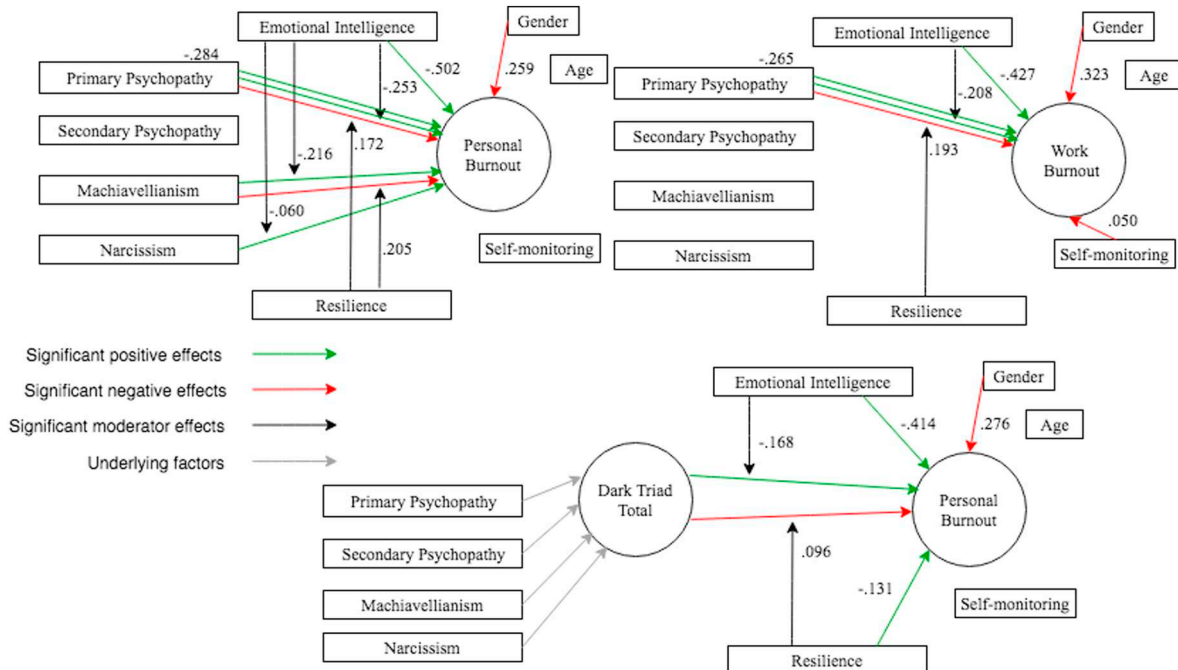 Emotional Intelligence
Gender
-.284
-.502
.259
Age
Primary Psychopathy
-.253
Secondary Psychopathy
.172
Personal
Burnout
-.216
Machiavellianism
-.060
Narcissism
.205
Self-monitoring
Resilience
Emotional Intelligence
Gender
-.265
-.427
.323
Age
Primary Psychopathy
-.208
Secondary Psychopathy
.193
Work
Burnout
Machiavellianism
.050
Narcissism
Self-monitoring
Resilience
Significant positive effects
Significant negative effects
Significant moderator effects
Underlying factors
Emotional Intelligence
Gender
-.414
.276
Age
-.168
Primary Psychopathy
Dark Triad
Total
Personal
Burnout
Secondary Psychopathy
.096
-.131
Machiavellianism
Self-monitoring
Narcissism
Resilience